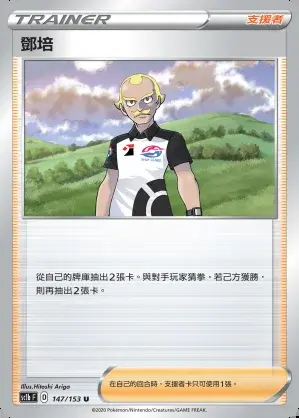 TRAINER
支援者
鄧培
從自己的牌庫抽出2張卡。與對手玩家猜拳,若己方獲勝,
則再抽出2張卡。
Illus.Hitoshi Ariga
sc1b F D 147/153 U
在自己的回合時,支援者卡只可使用1張。
©2020 Pokémon/Nintendo/Creatures/GAME FREAK.